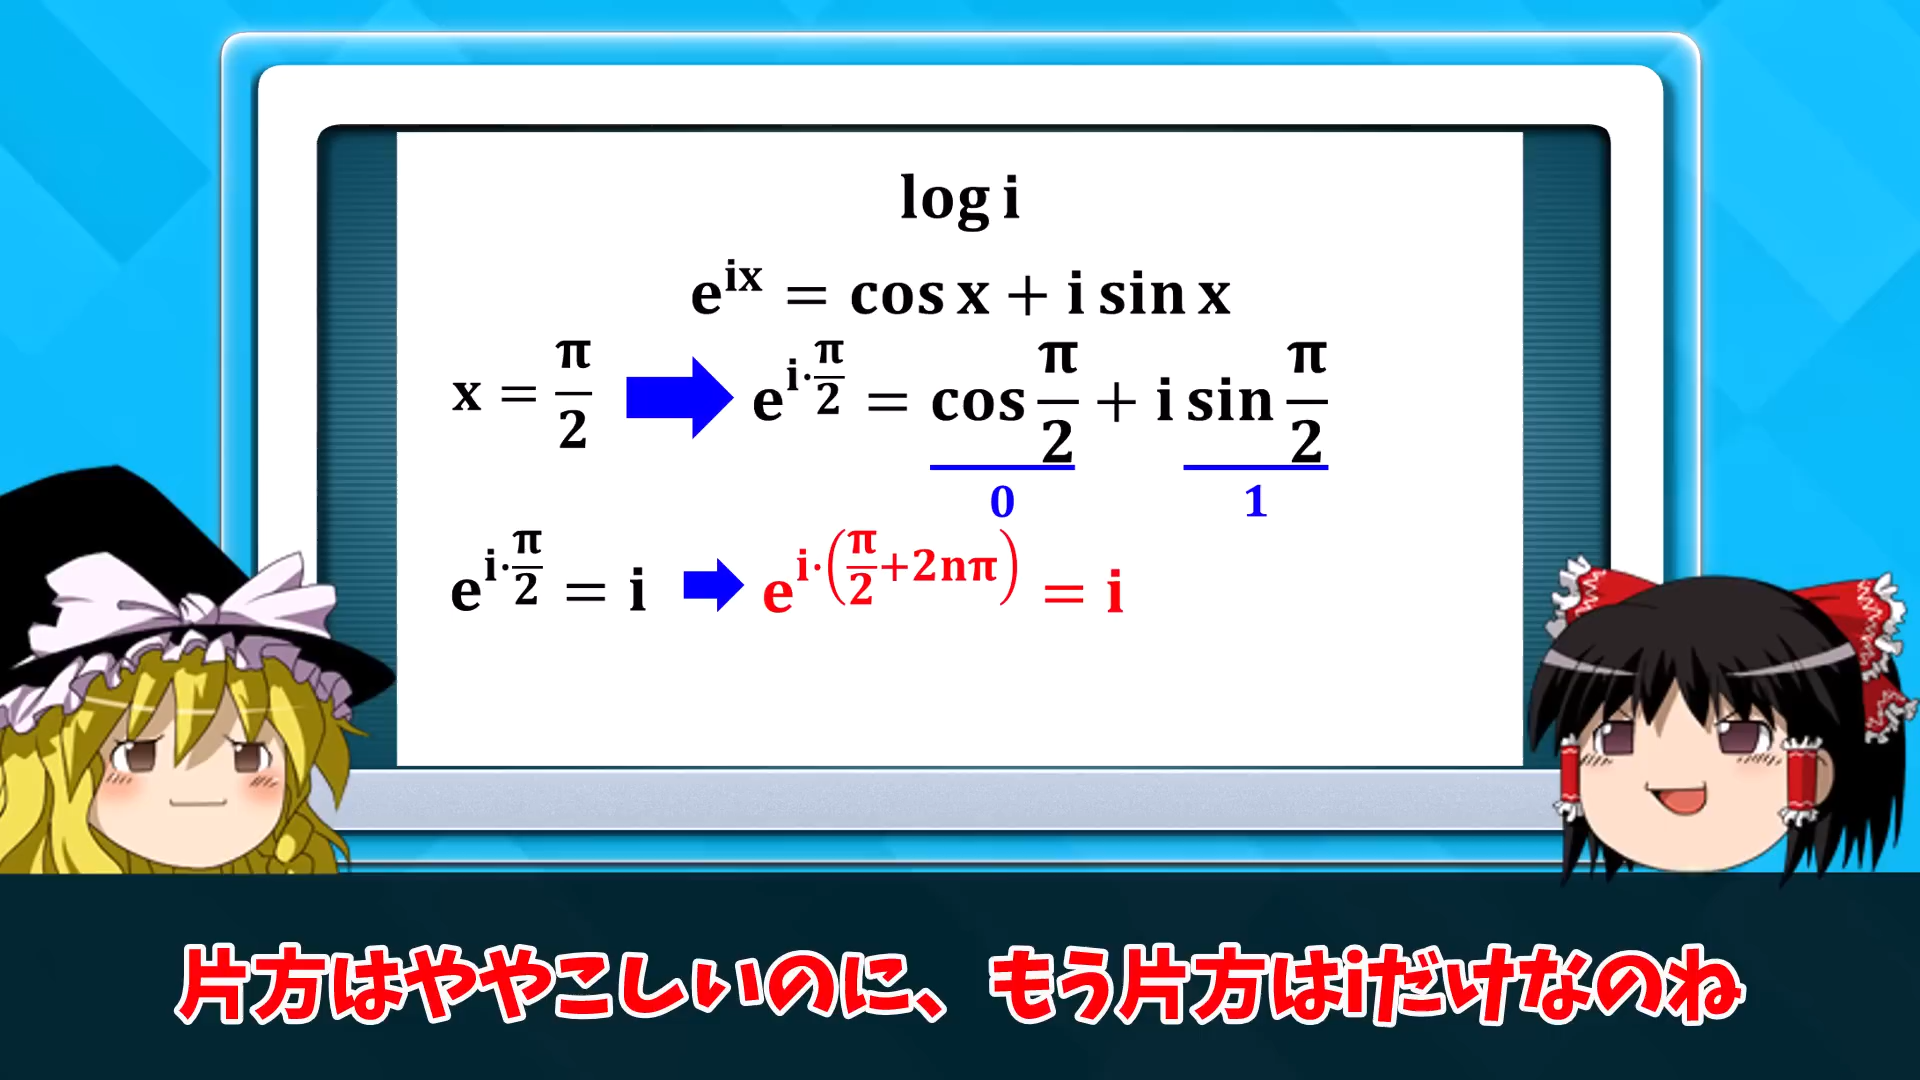 log i
e^{ix} = cos x + i sin x
x = π/2 e^{i·π/2} = cos π/2 + i sin π/2
0 1
e^{i·π/2} = i e^{i·(π/2+2nπ)} = i
片方はややこしいのに、もう片方はiだけなのね